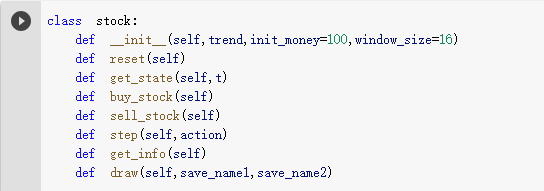 class  stock:
    def  __init__(self,trend,init_money=100,window_size=16)
    def  reset(self)
    def  get_state(self,t)
    def  buy_stock(self)
    def  sell_stock(self)
    def  step(self,action)
    def  get_info(self)
    def  draw(self,save_name1,save_name2)